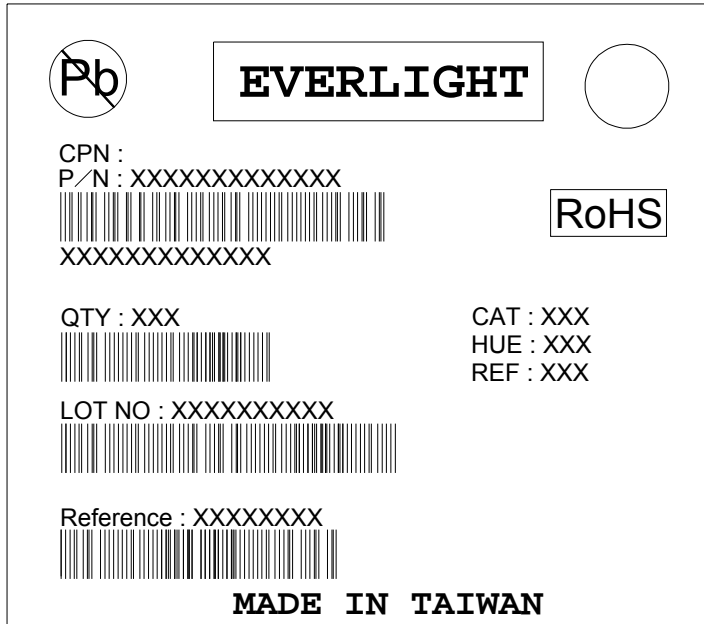 Pb
EVERLIGHT
CPN :
P/N : XXXXXXXXXXXXX
RoHS
XXXXXXXXXXXXX
QTY : XXX
CAT : XXX
HUE : XXX
REF : XXX
LOT NO : XXXXXXXXXX
Reference : XXXXXXXX
MADE IN TAIWAN